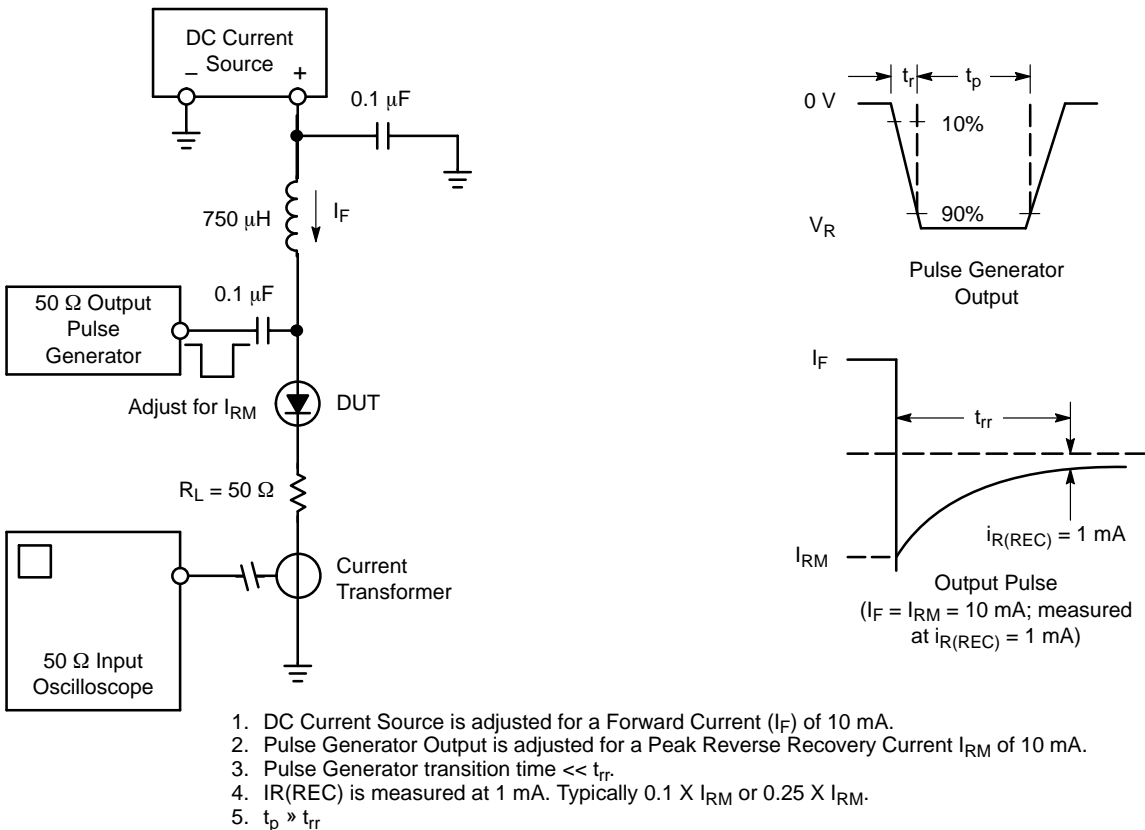 DC Current
Source
– +
0.1 μF
750 μH
I_F
50 Ω Output
Pulse
Generator
0.1 μF
Adjust for I_RM
DUT
R_L = 50 Ω
Current
Transformer
50 Ω Input
Oscilloscope
t_r t_p
0 V
10%
90%
V_R
Pulse Generator
Output
I_F
t_rr
i_R(REC) = 1 mA
I_RM
Output Pulse
(I_F = I_RM = 10 mA; measured
at i_R(REC) = 1 mA)
1. DC Current Source is adjusted for a Forward Current (I_F) of 10 mA.
2. Pulse Generator Output is adjusted for a Peak Reverse Recovery Current I_RM of 10 mA.
3. Pulse Generator transition time << t_rr.
4. IR(REC) is measured at 1 mA. Typically 0.1 X I_RM or 0.25 X I_RM.
5. t_p » t_rr